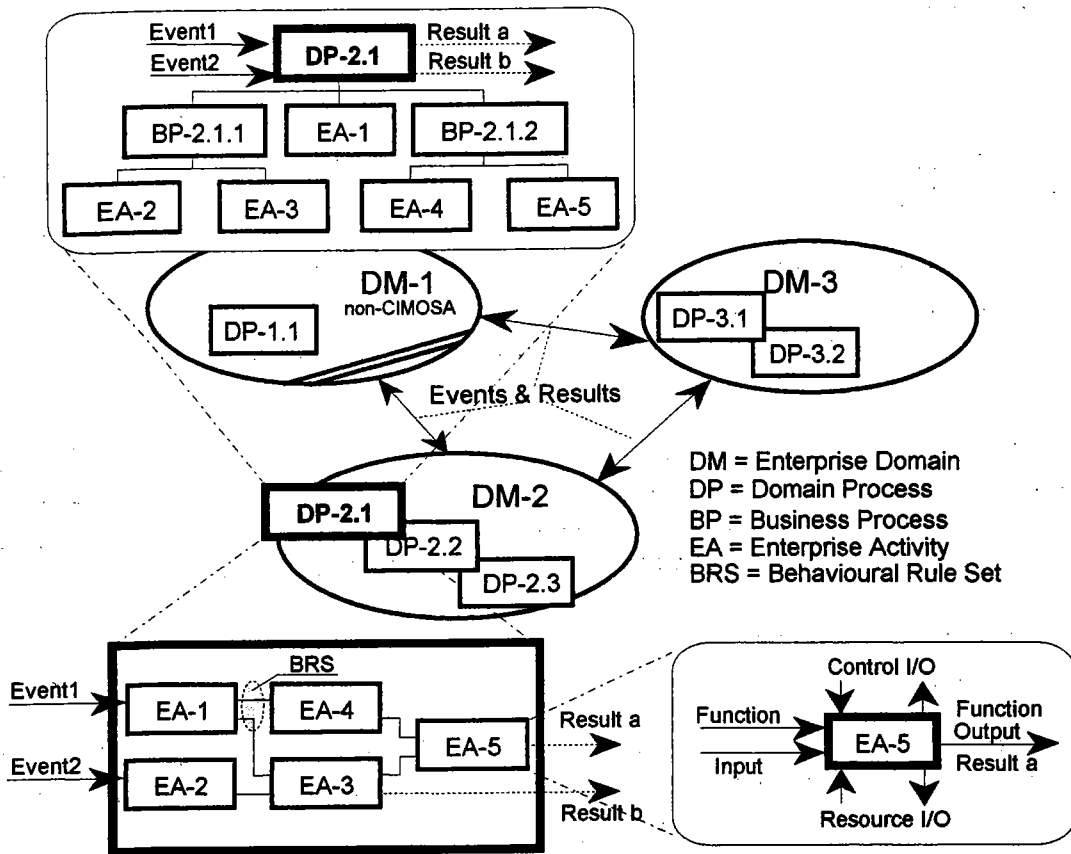 Event1
Result a
DP-2.1
Event2
Result b
BP-2.1.1
EA-1
BP-2.1.2
EA-2
EA-3
EA-4
EA-5
DM-1
non-CIMOSA
DP-1.1
DM-3
DP-3.1
DP-3.2
Events & Results
DM-2
DP-2.1
DP-2.2
DP-2.3
DM = Enterprise Domain
DP = Domain Process
BP = Business Process
EA = Enterprise Activity
BRS = Behavioural Rule Set
BRS
Event1
EA-1
EA-4
Result a
EA-5
Event2
EA-2
EA-3
Result b
Control I/O
Function
Function
Output
EA-5
Input
Result a
Resource I/O